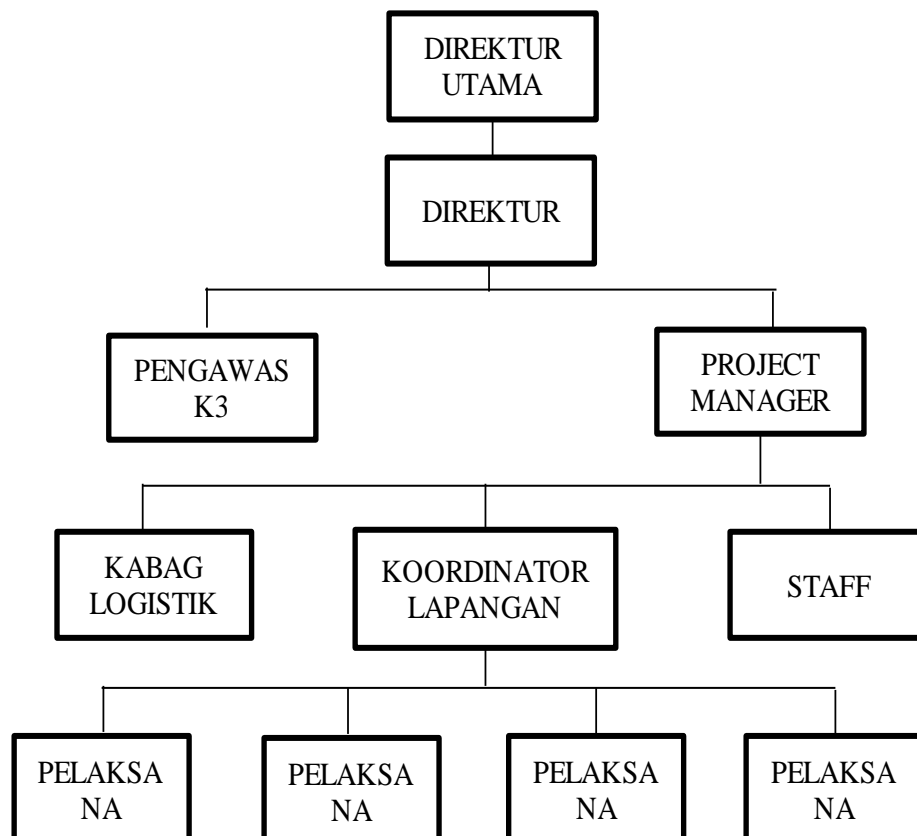 DIREKTUR
UTAMA
DIREKTUR
PENGAWAS
K3
PROJECT
MANAGER
KABAG
LOGISTIK
KOORDINATOR
LAPANGAN
STAFF
PELAKSA
NA
PELAKSA
NA
PELAKSA
NA
PELAKSA
NA